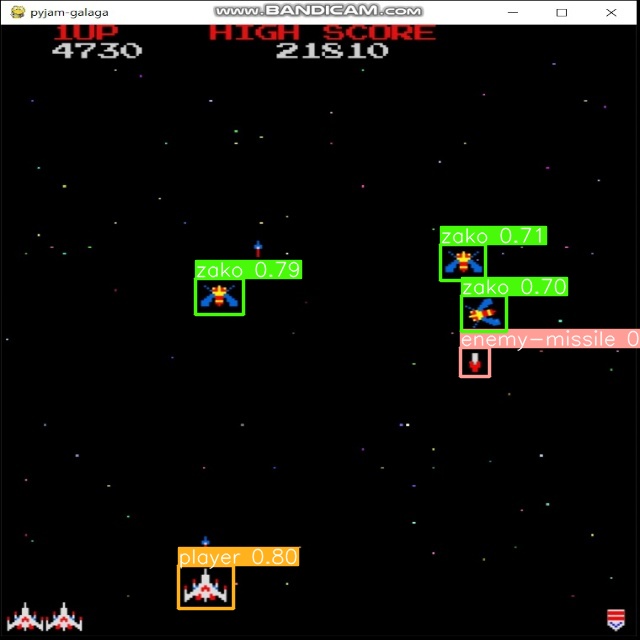 pyjam-galaga
www.BANDICAM.com
1UP HIGH SCORE
4730 21810
zako 0.71
zako 0.79
zako 0.70
enemy-missile 0
player 0.80